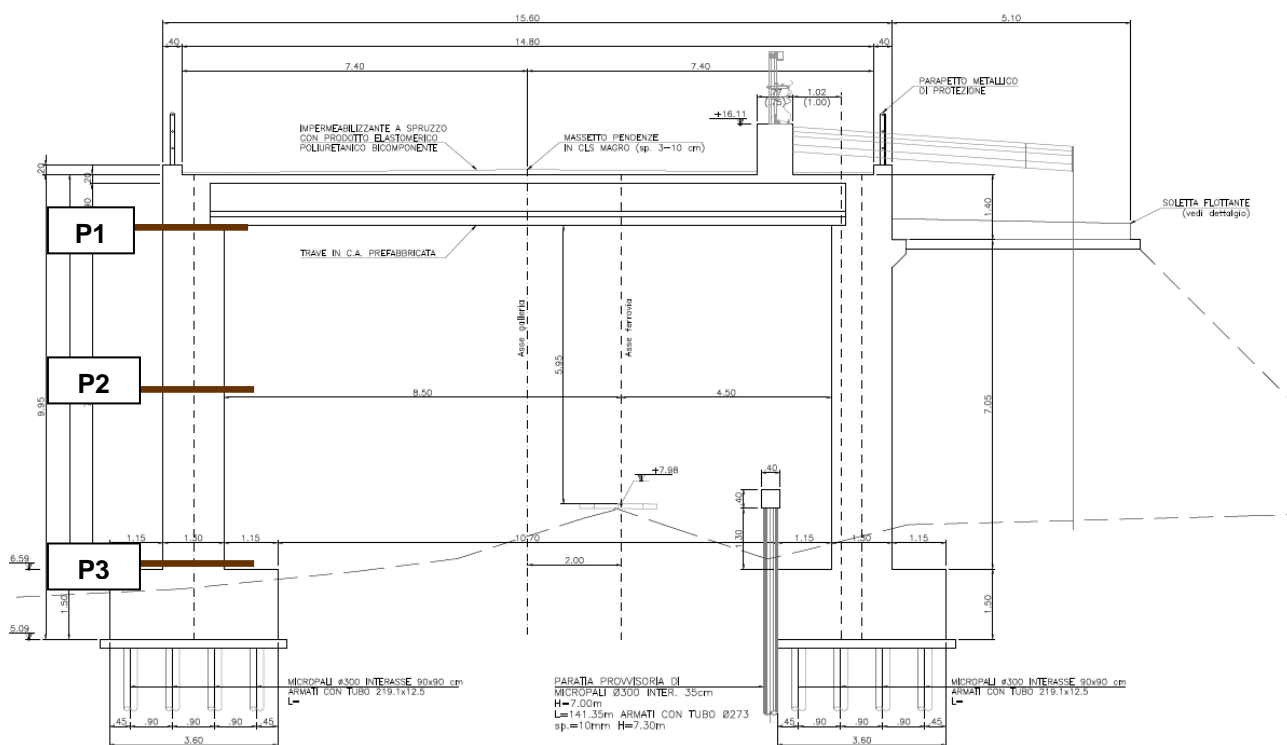 15.60
5.10
.40
14.80
.40
7.40
7.40
.77
(.75)
1.02
(1.00)
PARAPETTO METALLICO
DI PROTEZIONE
+16.11
IMPERMEABILIZZANTE A SPRUZZO
CON PRODOTTO ELASTOMERICO
POLIURETANICO BICOMPONENTE
MASSETTO PENDENZE
IN CLS MAGRO (sp. 3-10 cm)
.20
.20
.90
1.40
SOLETTA FLOTTANTE
(vedi dettalgio)
P1
TRAVE IN C.A. PREFABBRICATA
Asse galleria
Asse ferrovia
5.95
P2
9.95
8.50
4.50
7.05
+7.98
.40
.40
1.30
1.15
1.30
1.15
10.70
1.15
1.30
1.15
6.59
P3
2.00
1.50
1.50
5.09
MICROPALI ø300 INTERASSE 90x90 cm
ARMATI CON TUBO 219.1x12.5
L=
PARATIA PROVVISORIA DI
MICROPALI Ø300 INTER. 35cm
H=7.00m
L=141.35m ARMATI CON TUBO Ø273
sp.=10mm H=7.30m
MICROPALI ø300 INTERASSE 90x90 cm
ARMATI CON TUBO 219.1x12.5
L=
.45
.90
.90
.90
.45
.45
.90
.90
.90
.45
3.60
3.60